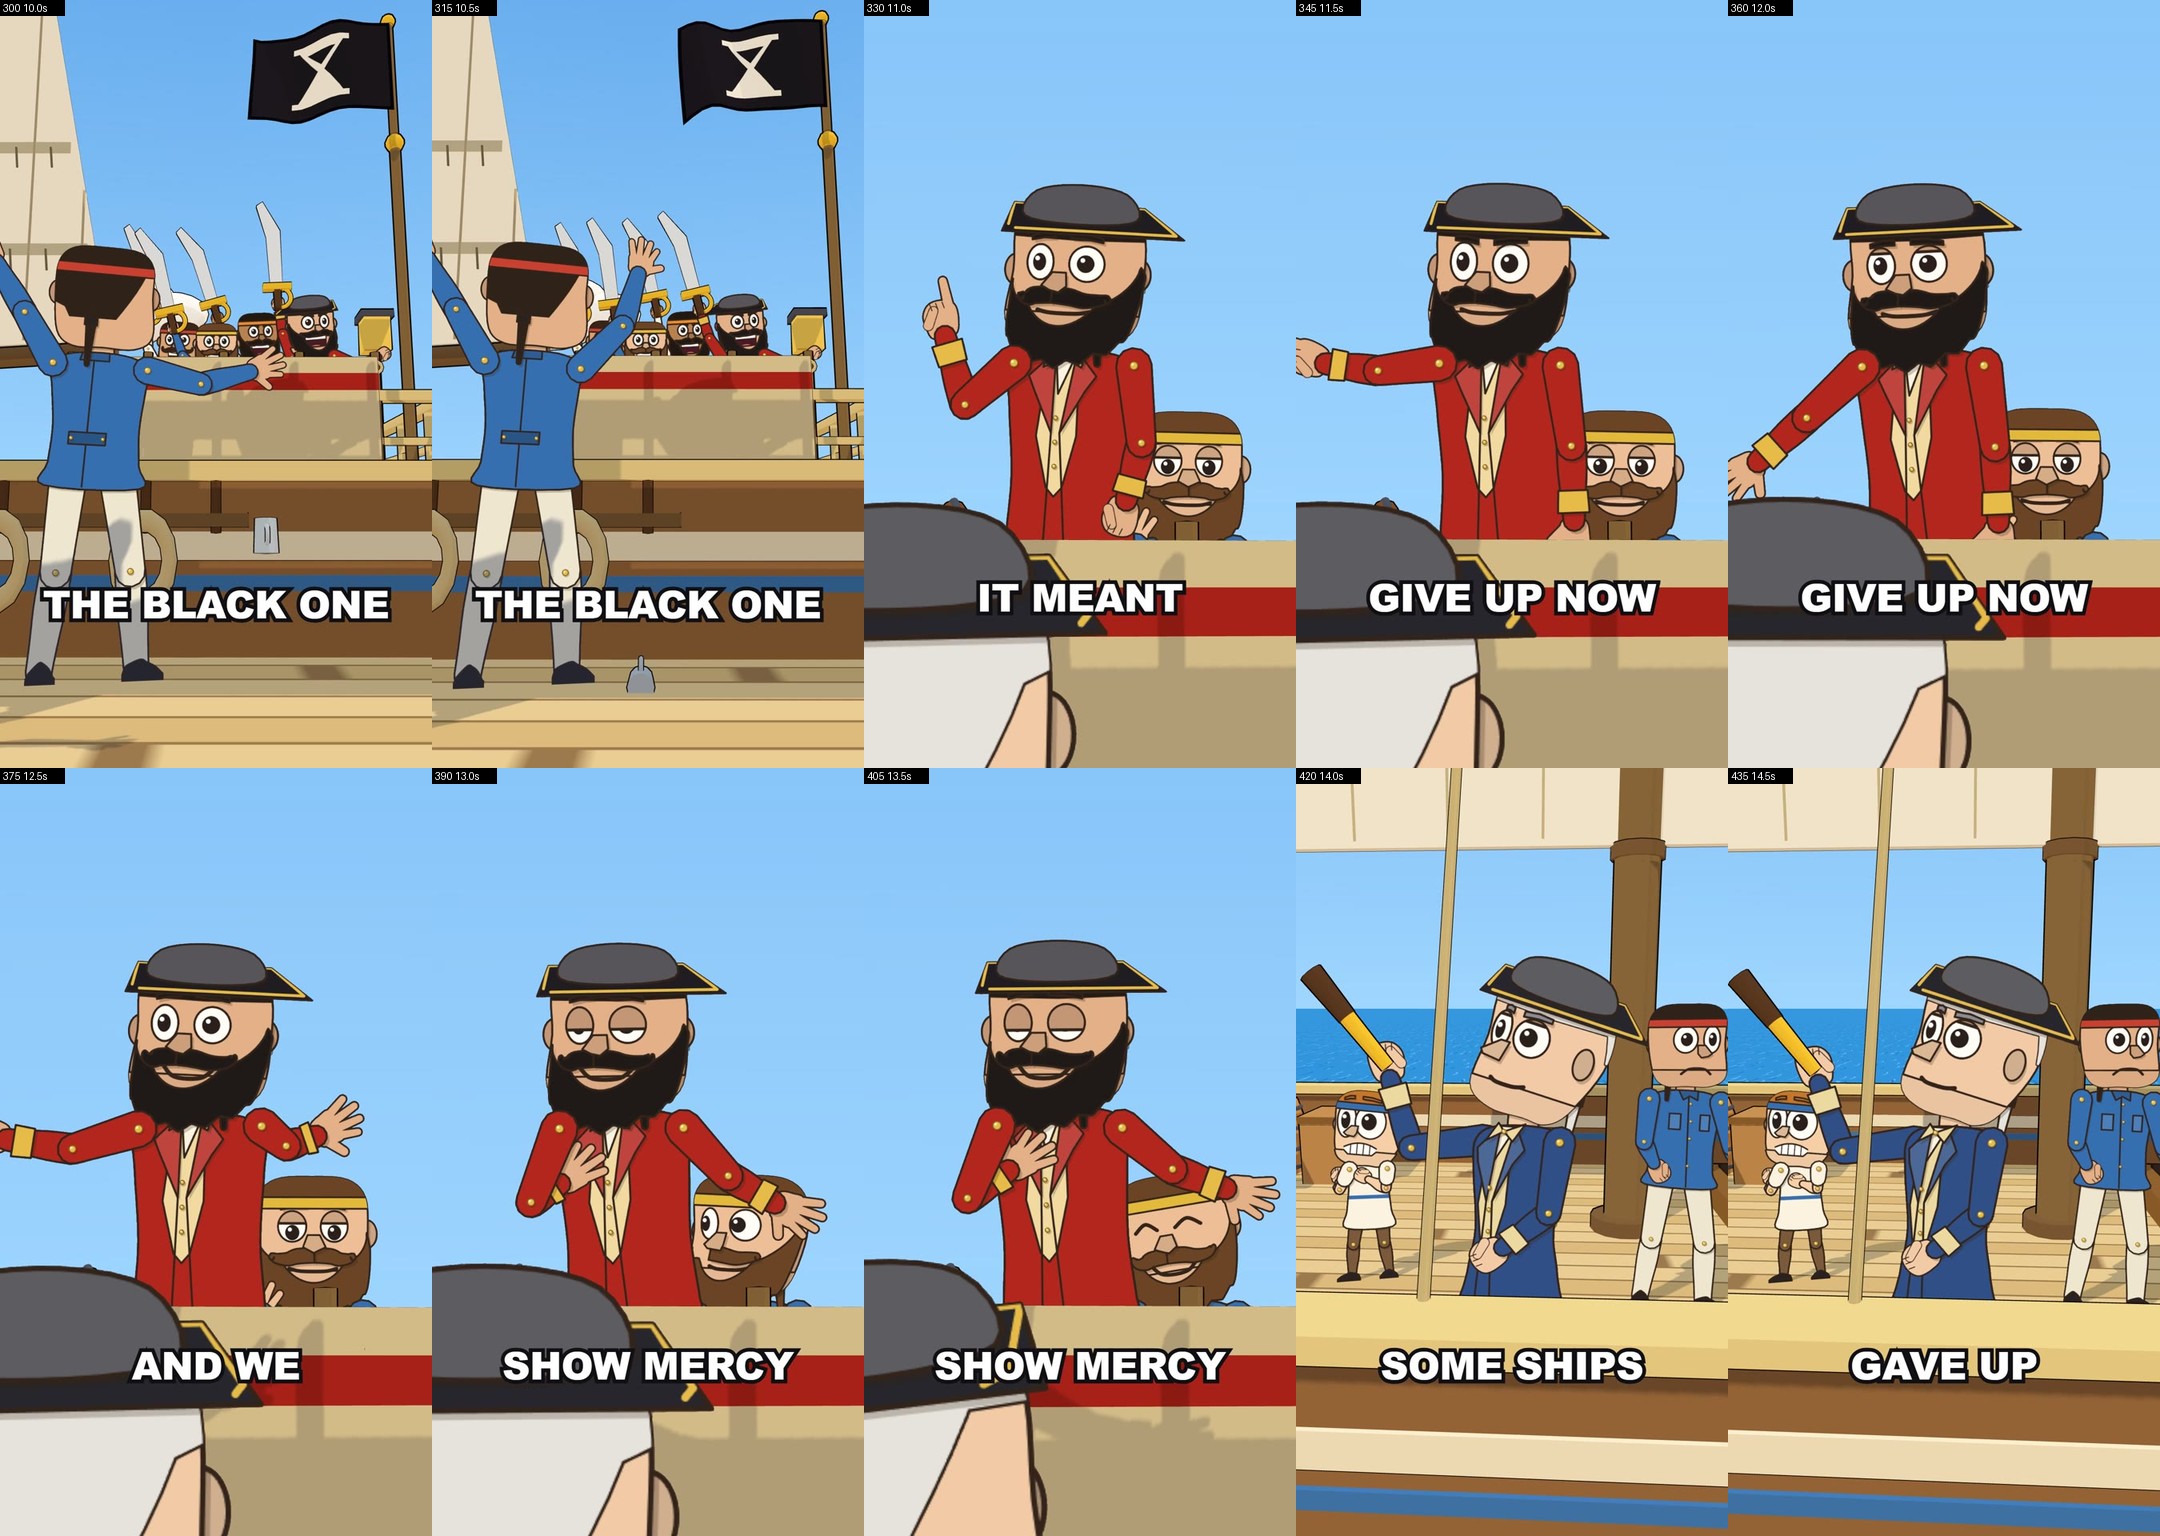 300 10.0s
THE BLACK ONE
315 10.5s
THE BLACK ONE
330 11.0s
IT MEANT
345 11.5s
GIVE UP NOW
360 12.0s
GIVE UP NOW
375 12.5s
AND WE
390 13.0s
SHOW MERCY
405 13.5s
SHOW MERCY
420 14.0s
SOME SHIPS
435 14.5s
GAVE UP